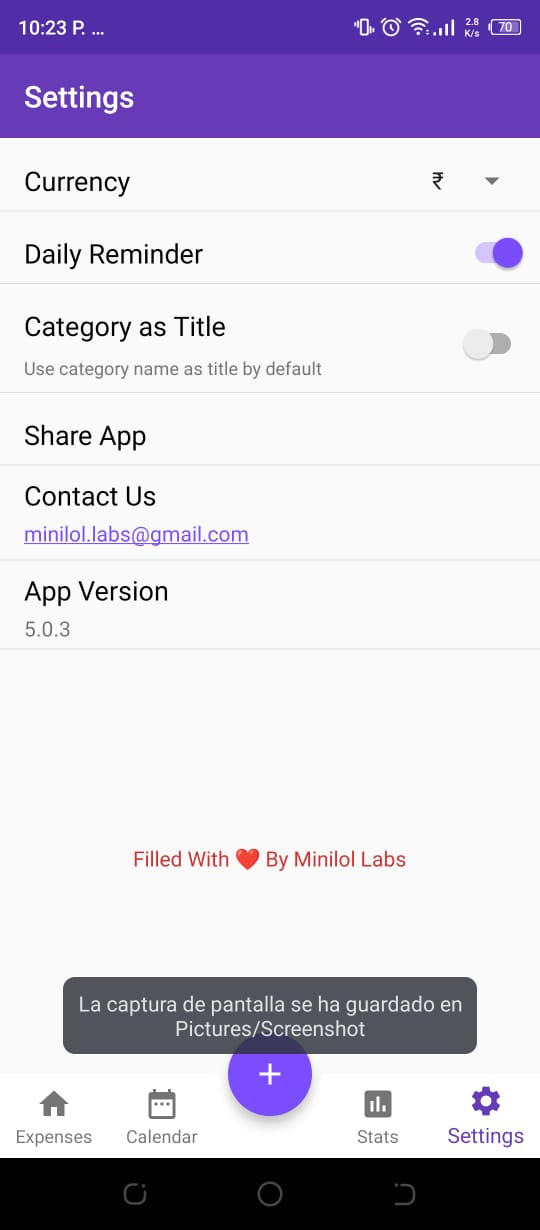 10:23 P. ...
2.8
K/s
70
Settings
Currency
₹
Daily Reminder
Category as Title
Use category name as title by default
Share App
Contact Us
minilol.labs@gmail.com
App Version
5.0.3
Filled With ❤️ By Minilol Labs
La captura de pantalla se ha guardado en
Pictures/Screenshot
+
Expenses
Calendar
Stats
Settings